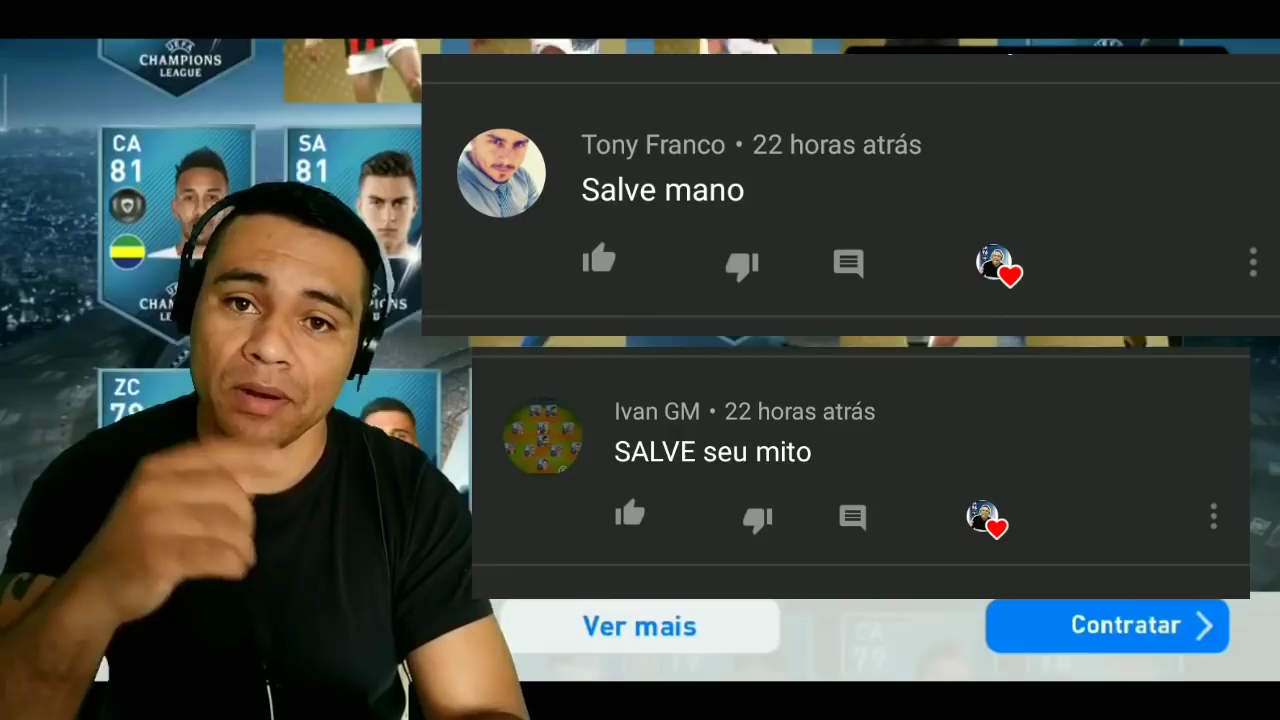 CHAMPIONS
LEAGUE
CA
81
SA
81
CHA
ZC
Tony Franco • 22 horas atrás
Salve mano
Ivan GM • 22 horas atrás
SALVE seu mito
Ver mais
Contratar